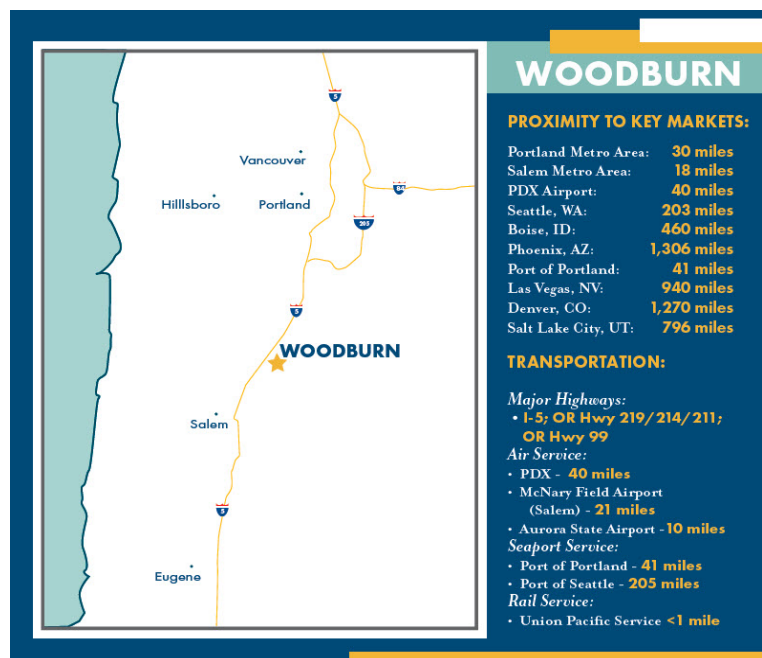 WOODBURN
PROXIMITY TO KEY MARKETS:
Portland Metro Area: 30 miles
Salem Metro Area: 18 miles
PDX Airport: 40 miles
Seattle, WA: 203 miles
Boise, ID: 460 miles
Phoenix, AZ: 1,306 miles
Port of Portland: 41 miles
Las Vegas, NV: 940 miles
Denver, CO: 1,270 miles
Salt Lake City, UT: 796 miles
TRANSPORTATION:
Major Highways:
• I-5; OR Hwy 219/214/211;
OR Hwy 99
Air Service:
• PDX - 40 miles
• McNary Field Airport
(Salem) - 21 miles
• Aurora State Airport -10 miles
Seaport Service:
• Port of Portland - 41 miles
• Port of Seattle - 205 miles
Rail Service:
• Union Pacific Service <1 mile
5
Vancouver
84
Hilllsboro
Portland
205
5
WOODBURN
Salem
5
Eugene